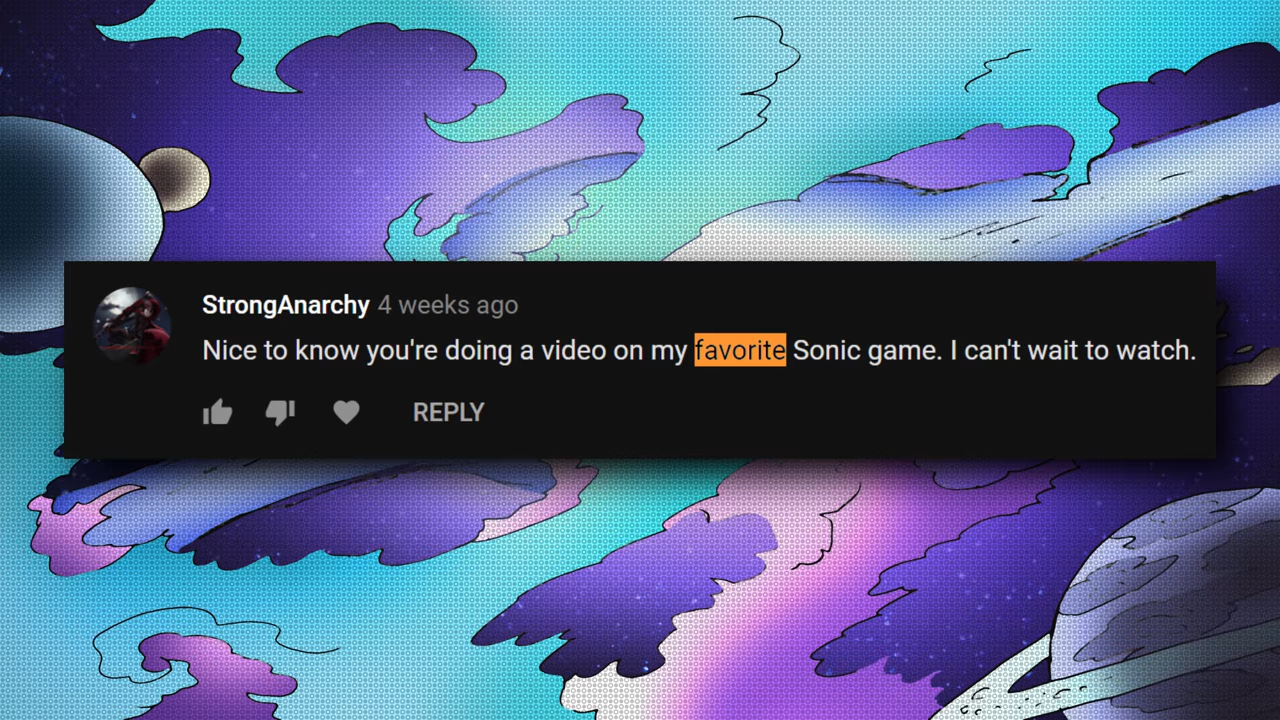 StrongAnarchy 4 weeks ago
Nice to know you're doing a video on my favorite Sonic game. I can't wait to watch.
REPLY